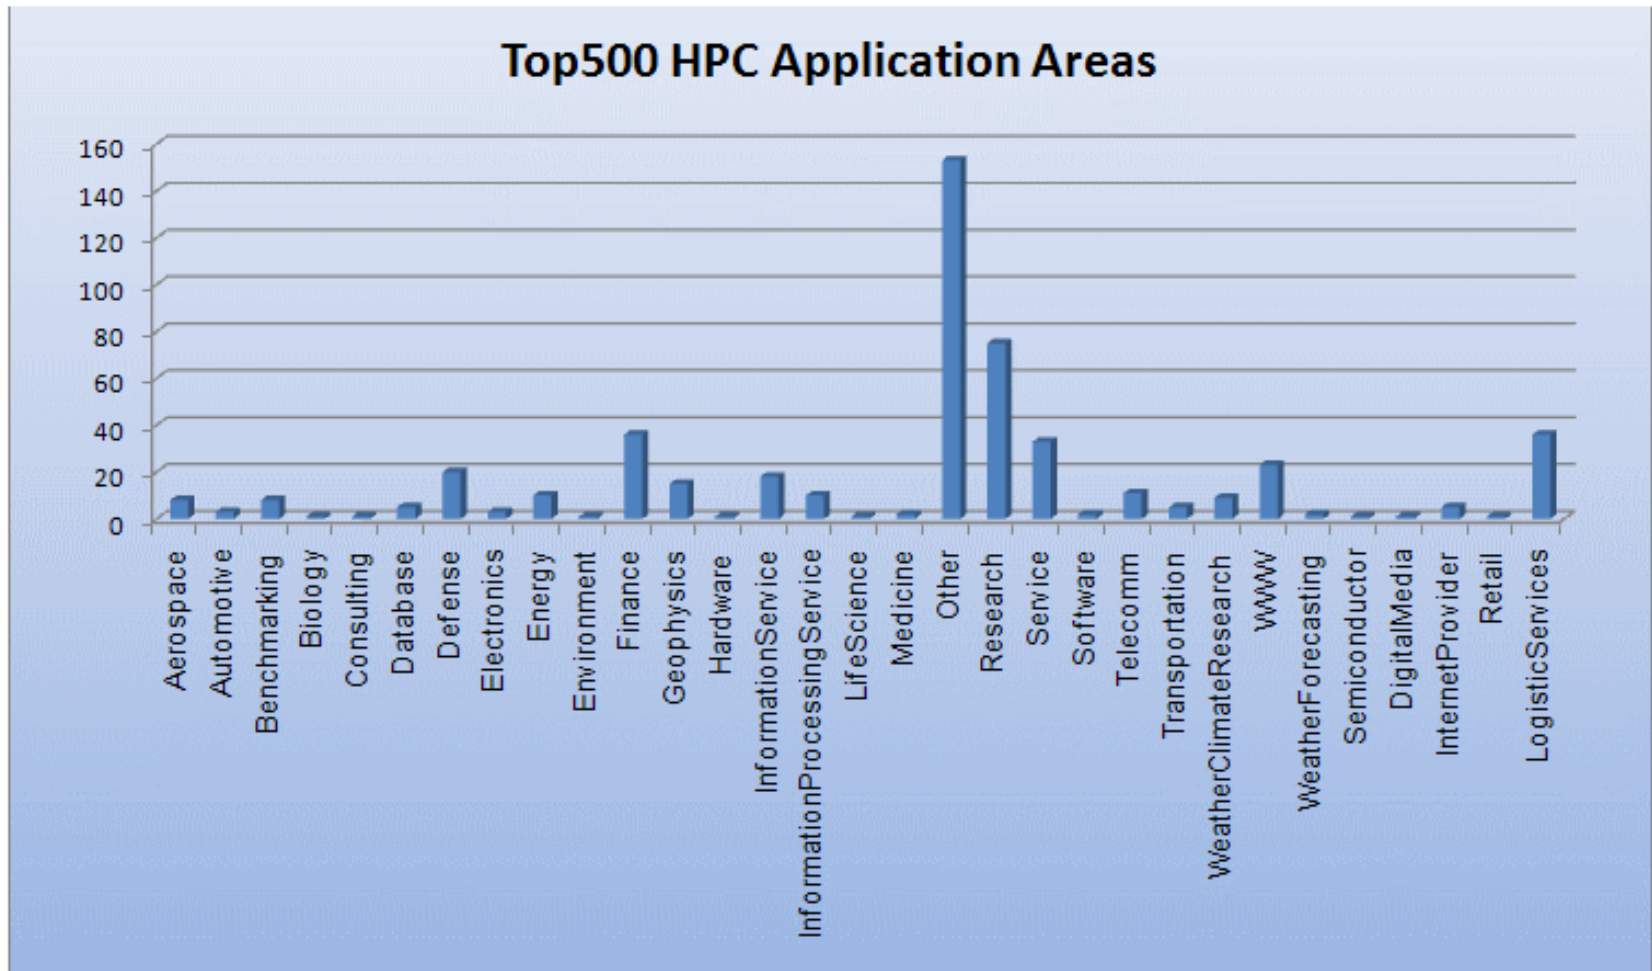 Top500 HPC Application Areas
160
140
120
100
80
60
40
20
0
Aerospace
Automotive
Benchmarking
Biology
Consulting
Database
Defense
Electronics
Energy
Environment
Finance
Geophysics
Hardware
InformationService
InformationProcessingService
LifeScience
Medicine
Other
Research
Service
Software
Telecomm
Transportation
WeatherClimateResearch
WWW
WeatherForecasting
Semiconductor
DigitalMedia
InternetProvider
Retail
LogisticServices